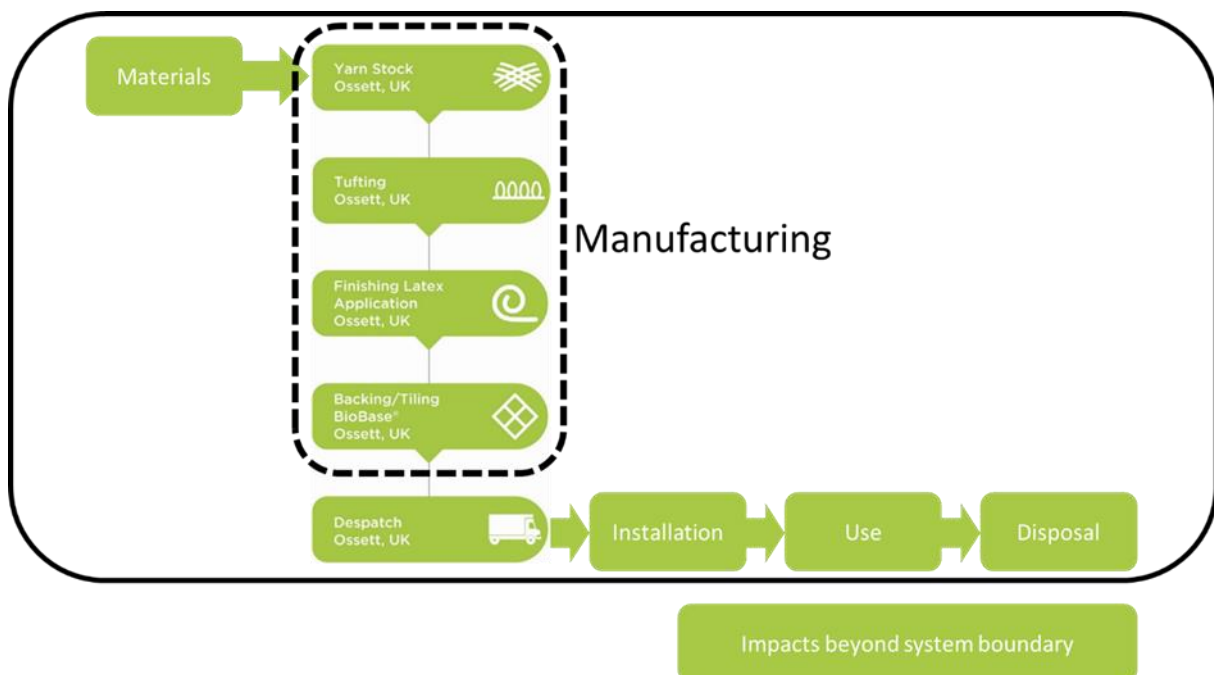 Materials
Yarn Stock
Ossett, UK
Tufting
Ossett, UK
Manufacturing
Finishing Latex
Application
Ossett, UK
Backing/Tiling
BioBase®
Ossett, UK
Despatch
Ossett, UK
Installation
Use
Disposal
Impacts beyond system boundary